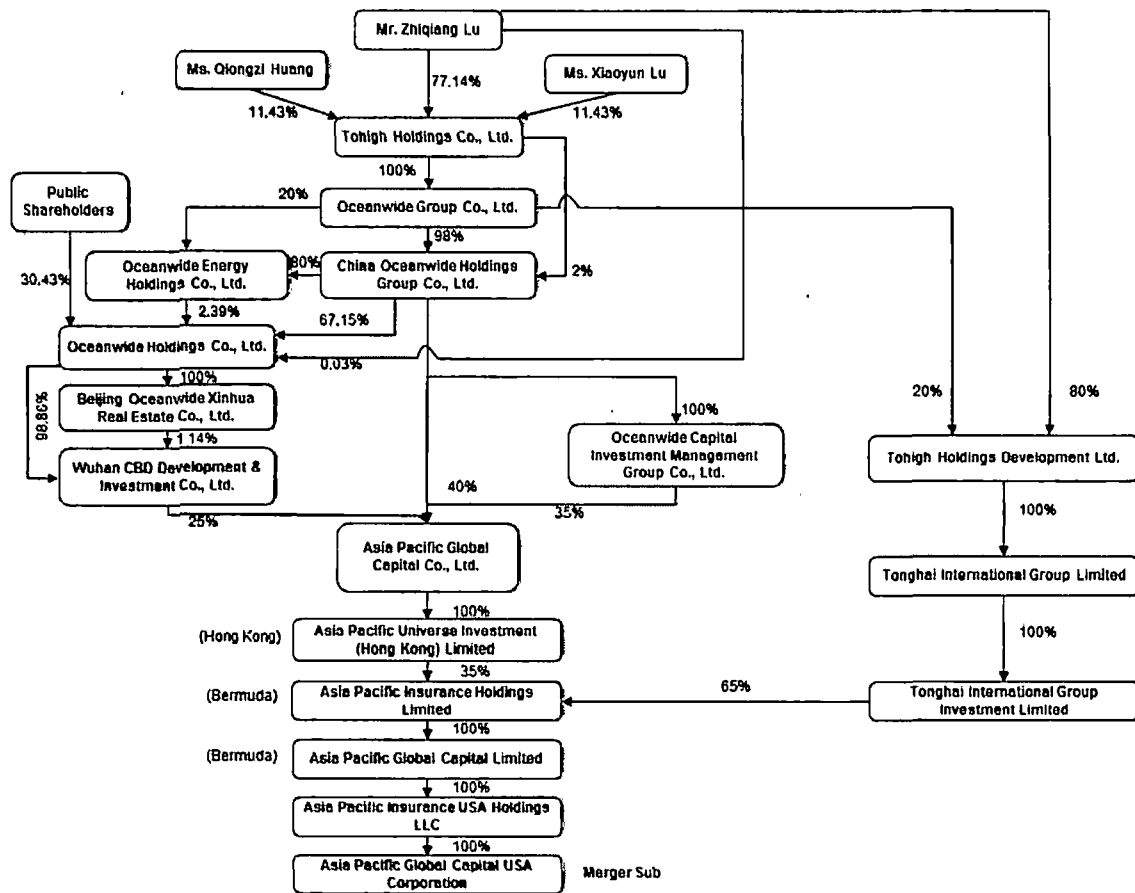 Mr. Zhiqiang Lu
Ms. Qiongzi Huang
77.14%
Ms. Xiaoyun Lu
11.43%
11.43%
Tohigh Holdings Co., Ltd.
100%
Public
Shareholders
20%
Oceanwide Group Co., Ltd.
98%
30.43%
Oceanwide Energy
Holdings Co., Ltd.
80%
China Oceanwide Holdings
Group Co., Ltd.
2%
2.39%
67.15%
Oceanwide Holdings Co., Ltd.
0.03%
100%
Beijing Oceanwide Xinhua
Real Estate Co., Ltd.
98.86%
1.14%
Wuhan CBD Development &
Investment Co., Ltd.
100%
Oceanwide Capital
Investment Management
Group Co., Ltd.
20%
80%
Tohigh Holdings Development Ltd.
40%
25%
35%
100%
Asia Pacific Global
Capital Co., Ltd.
Tonghai International Group Limited
100%
(Hong Kong)
Asia Pacific Universe Investment
(Hong Kong) Limited
100%
35%
65%
(Bermuda)
Asia Pacific Insurance Holdings
Limited
Tonghai International Group
Investment Limited
100%
(Bermuda)
Asia Pacific Global Capital Limited
100%
Asia Pacific Insurance USA Holdings
LLC
100%
Asia Pacific Global Capital USA
Corporation
Merger Sub